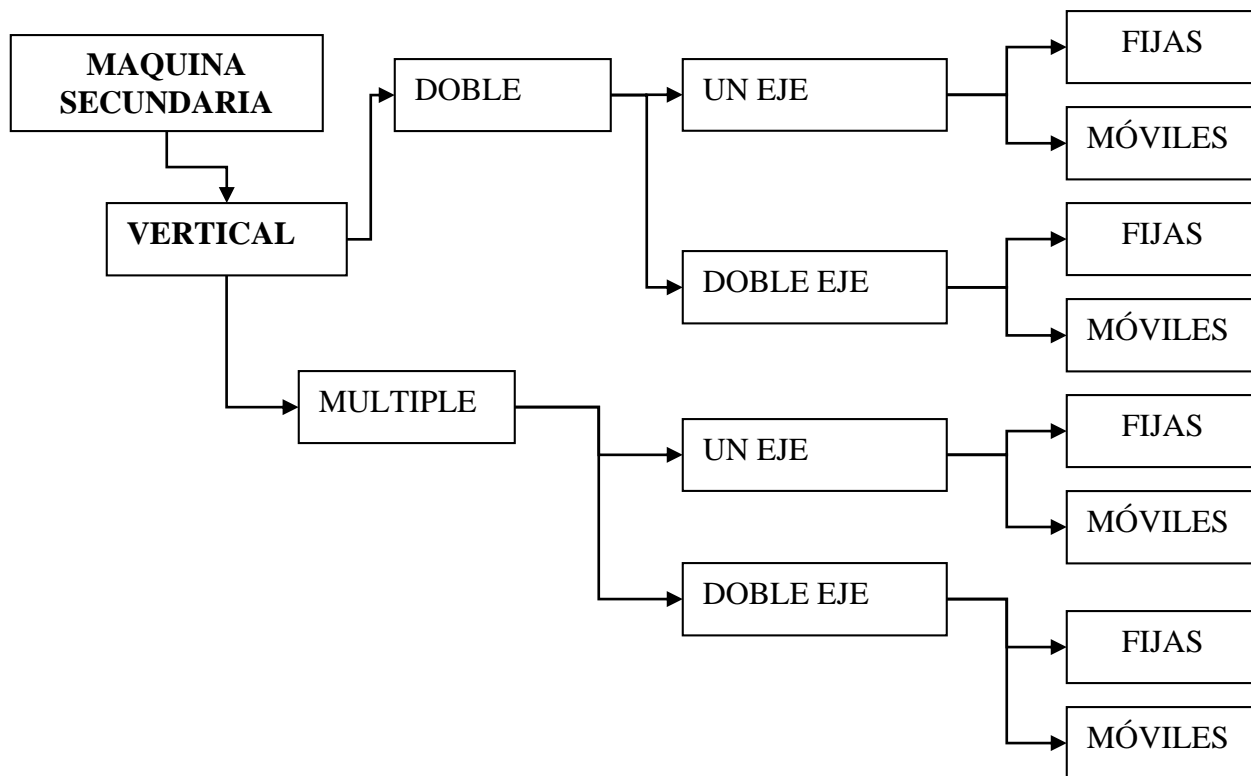 MAQUINA
SECUNDARIA
VERTICAL
DOBLE
UN EJE
FIJAS
MÓVILES
DOBLE EJE
FIJAS
MÓVILES
MULTIPLE
UN EJE
FIJAS
MÓVILES
DOBLE EJE
FIJAS
MÓVILES